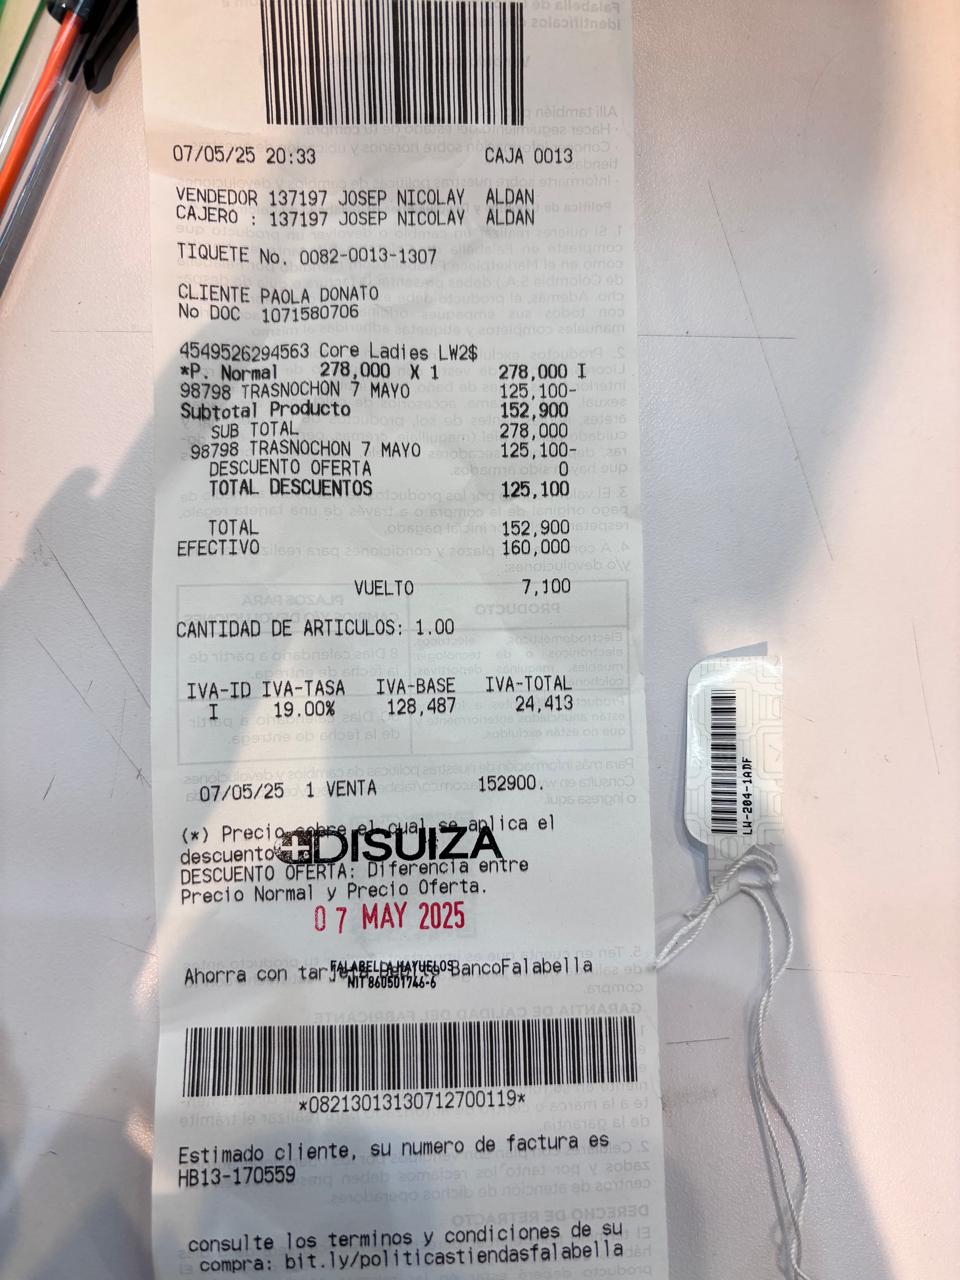 07/05/25 20:33 CAJA 0013
VENDEDOR 137197 JOSEP NICOLAY ALDAN
CAJERO : 137197 JOSEP NICOLAY ALDAN
TIQUETE No. 0082-0013-1307
CLIENTE PAOLA DONATO
No DOC 1071580706
4549526294563 Core Ladies LW2$
*P. Normal 278,000 X 1 278,000 I
98798 TRASNOCHON 7 MAYO 125,100-
Subtotal Producto 152,900
SUB TOTAL 278,000
98798 TRASNOCHON 7 MAYO 125,100-
DESCUENTO OFERTA 0
TOTAL DESCUENTOS 125,100
TOTAL 152,900
EFECTIVO 160,000
VUELTO 7,100
CANTIDAD DE ARTICULOS: 1.00
IVA-ID IVA-TASA IVA-BASE IVA-TOTAL
I 19.00% 128,487 24,413
07/05/25 1 VENTA 152900.
(*) Precio sobre el cual se aplica el
descuento
DISUIZA
DESCUENTO OFERTA: Diferencia entre
Precio Normal y Precio Oferta.
07 MAY 2025
Ahorra con BancoFalabella
FALABELLA HAYUELOS
NIT 860501746-6
*08213013130712700119*
Estimado cliente, su numero de factura es
HB13-170559
consulte los terminos y condiciones de su
compra: bit.ly/politicastiendasfalabella
LW-204-1ADF